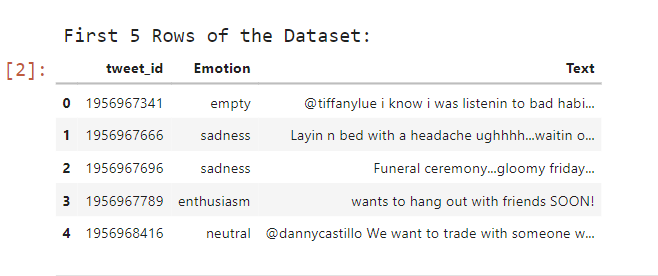 First 5 Rows of the Dataset:
[2]:
tweet_id Emotion Text
0 1956967341 empty @tiffanylue i know i was listenin to bad habi...
1 1956967666 sadness Layin n bed with a headache ughhhh...waitin o...
2 1956967696 sadness Funeral ceremony...gloomy friday...
3 1956967789 enthusiasm wants to hang out with friends SOON!
4 1956968416 neutral @dannycastillo We want to trade with someone w...